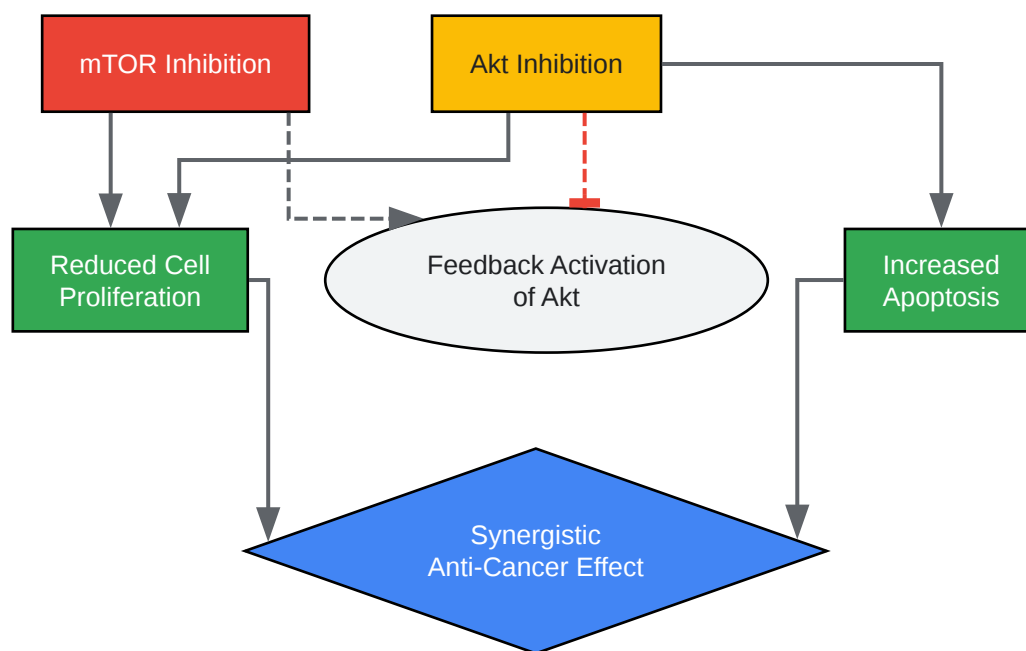 mTOR Inhibition
Akt Inhibition
Reduced Cell
Proliferation
Feedback Activation
of Akt
Increased
Apoptosis
Synergistic
Anti-Cancer Effect